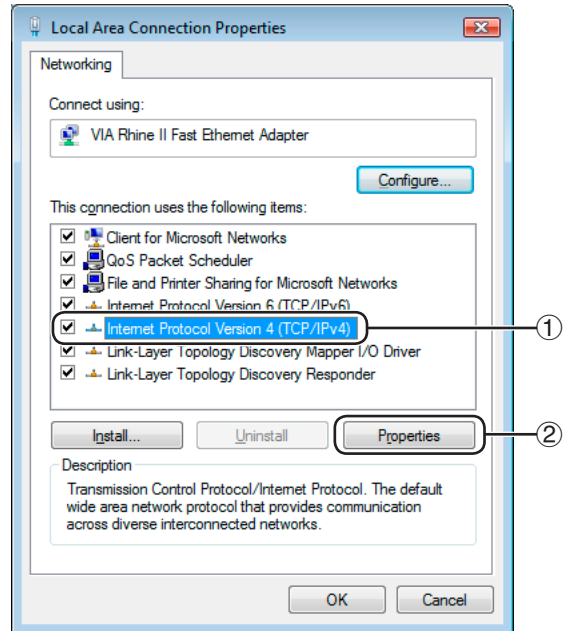 Local Area Connection Properties
Networking
Connect using:
VIA Rhine II Fast Ethernet Adapter
Configure...
This connection uses the following items:
Client for Microsoft Networks
QoS Packet Scheduler
File and Printer Sharing for Microsoft Networks
Internet Protocol Version 6 (TCP/IPv6)
Internet Protocol Version 4 (TCP/IPv4)
①
Link-Layer Topology Discovery Mapper I/O Driver
Link-Layer Topology Discovery Responder
Install...
Uninstall
Properties
②
Description
Transmission Control Protocol/Internet Protocol. The default
wide area network protocol that provides communication
across diverse interconnected networks.
OK
Cancel